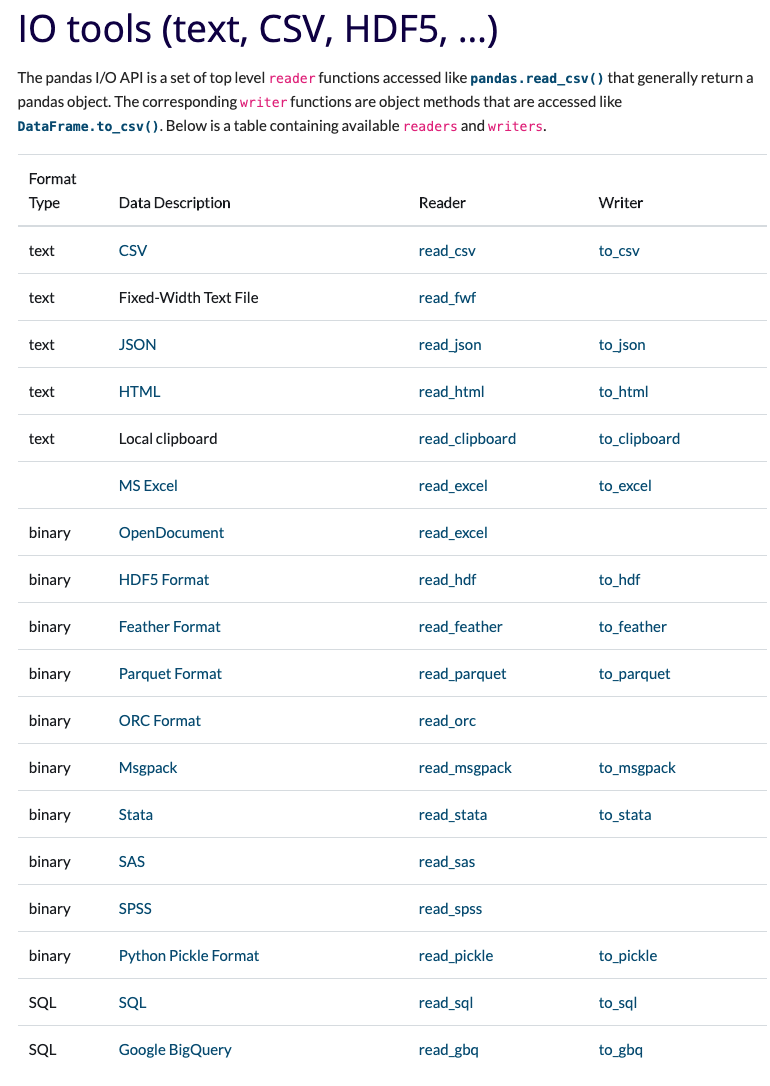 IO tools (text, CSV, HDF5, …)
The pandas I/O API is a set of top level reader functions accessed like pandas.read_csv() that generally return a
pandas object. The corresponding writer functions are object methods that are accessed like
DataFrame.to_csv(). Below is a table containing available readers and writers.
Format
Type Data Description Reader Writer
text CSV read_csv to_csv
text Fixed-Width Text File read_fwf
text JSON read_json to_json
text HTML read_html to_html
text Local clipboard read_clipboard to_clipboard
MS Excel read_excel to_excel
binary OpenDocument read_excel
binary HDF5 Format read_hdf to_hdf
binary Feather Format read_feather to_feather
binary Parquet Format read_parquet to_parquet
binary ORC Format read_orc
binary Msgpack read_msgpack to_msgpack
binary Stata read_stata to_stata
binary SAS read_sas
binary SPSS read_spss
binary Python Pickle Format read_pickle to_pickle
SQL SQL read_sql to_sql
SQL Google BigQuery read_gbq to_gbq